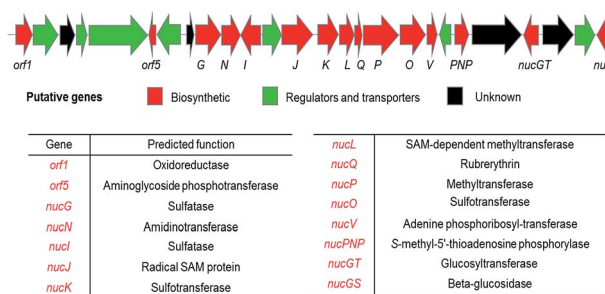 orf1 orf5 G N I J K L Q P O V PNP nucGT
Putative genes Biosynthetic Regulators and transporters Unknown
Gene Predicted function
orf1 Oxidoreductase
orf5 Aminoglycoside phosphotransferase
nucG Sulfatase
nucN Amidinotransferase
nucI Sulfatase
nucJ Radical SAM protein
nucK Sulfotransferase
nucL SAM-dependent methyltransferase
nucQ Rubrerythrin
nucP Methyltransferase
nucO Sulfotransferase
nucV Adenine phosphoribosyl-transferase
nucPNP S-methyl-5'-thioadenosine phosphorylase
nucGT Glucosyltransferase
nucGS Beta-glucosidase